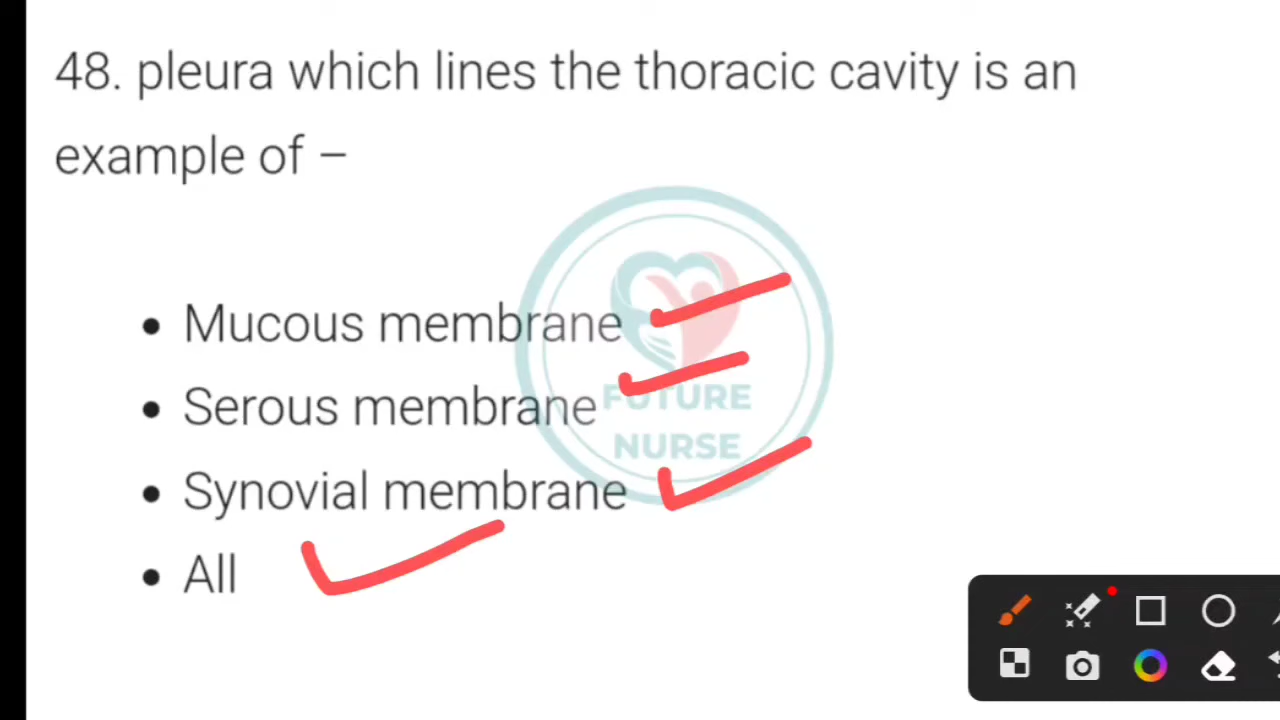 48. pleura which lines the thoracic cavity is an
example of –
• Mucous membrane
• Serous membrane
• Synovial membrane
• All
FUTURE
NURSE